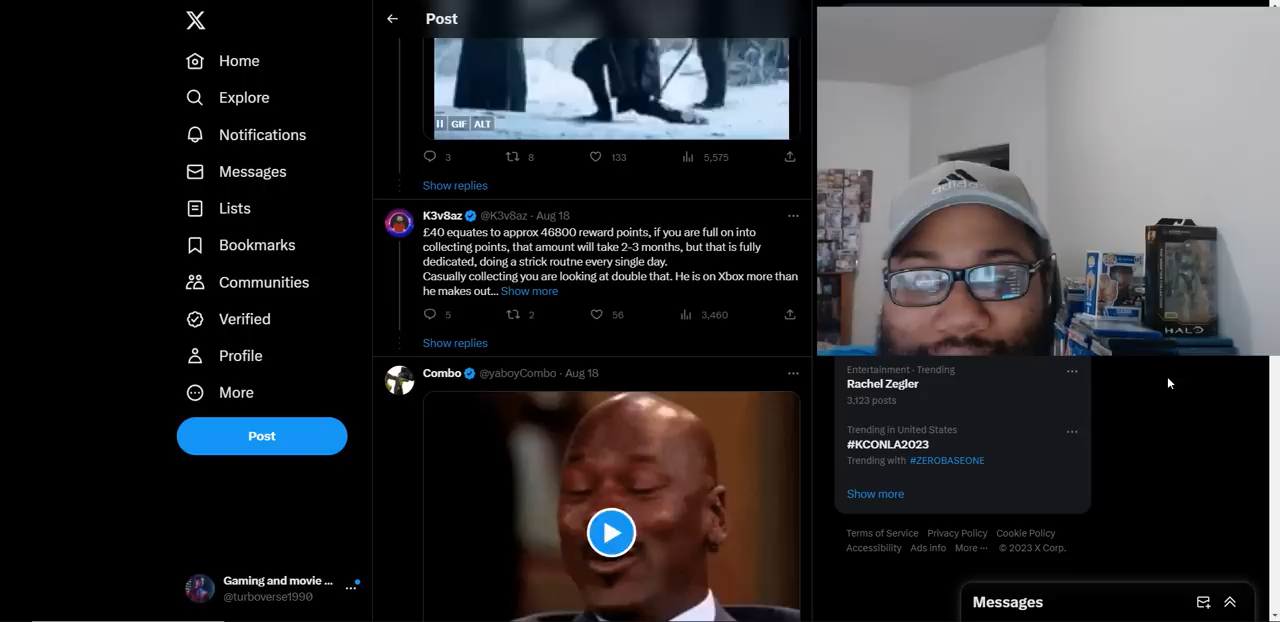 Home
Explore
Notifications
Messages
Lists
Bookmarks
Communities
Verified
Profile
More
Post
Gaming and movie ...
@turboverse1990
Post
GIF ALT
3 8 133 5,575
Show replies
K3v8az @K3v8az · Aug 18
£40 equates to approx 46800 reward points, if you are full on into
collecting points, that amount will take 2-3 months, but that is fully
dedicated, doing a strick routne every single day.
Casually collecting you are looking at double that. He is on Xbox more than
he makes out... Show more
5 2 56 3,460
Show replies
Combo @yaboyCombo · Aug 18
adidas
HALO
Entertainment · Trending
Rachel Zegler
3,123 posts
Trending in United States
#KCONLA2023
Trending with #ZEROBASEONE
Show more
Terms of Service Privacy Policy Cookie Policy
Accessibility Ads info More ··· © 2023 X Corp.
Messages